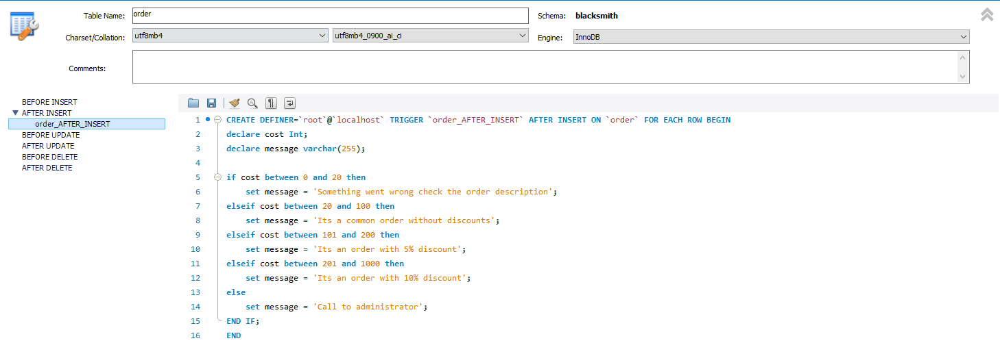 Table Name: order Schema: blacksmith
Charset/Collation: utf8mb4 utf8mb4_0900_ai_ci Engine: InnoDB
Comments:
BEFORE INSERT
AFTER INSERT
order_AFTER_INSERT
BEFORE UPDATE
AFTER UPDATE
BEFORE DELETE
AFTER DELETE
1 CREATE DEFINER=`root`@`localhost` TRIGGER `order_AFTER_INSERT` AFTER INSERT ON `order` FOR EACH ROW BEGIN
2 declare cost Int;
3 declare message varchar(255);
4
5 if cost between 0 and 20 then
6 set message = 'Something went wrong check the order description';
7 elseif cost between 20 and 100 then
8 set message = 'Its a common order without discounts';
9 elseif cost between 101 and 200 then
10 set message = 'Its an order with 5% discount';
11 elseif cost between 201 and 1000 then
12 set message = 'Its an order with 10% discount';
13 else
14 set message = 'Call to administrator';
15 END IF;
16 END